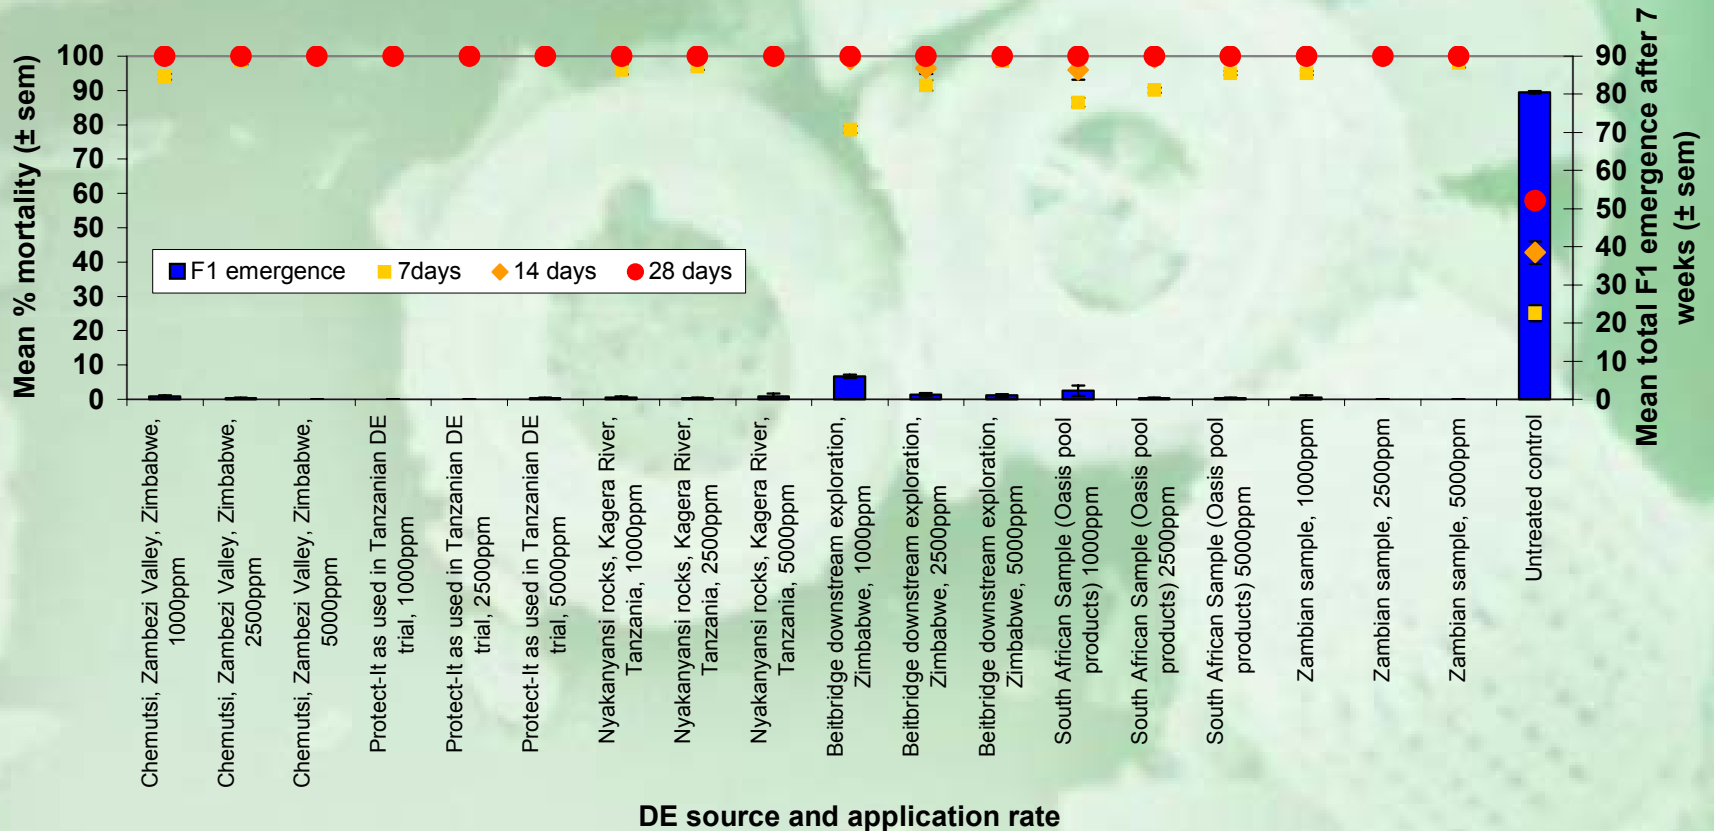 Mean % mortality (± sem)
100
90
80
70
60
50
40
30
20
10
0
F1 emergence
7days
14 days
28 days
90
80
70
60
50
40
30
20
10
0
Mean total F1 emergence after 7
weeks (± sem)
Chemutsi, Zambezi Valley, Zimbabwe,
1000ppm
Chemutsi, Zambezi Valley, Zimbabwe,
2500ppm
Chemutsi, Zambezi Valley, Zimbabwe,
5000ppm
Protect-It as used in Tanzanian DE
trial, 1000ppm
Protect-It as used in Tanzanian DE
trial, 2500ppm
Protect-It as used in Tanzanian DE
trial, 5000ppm
Nyakanyansi rocks, Kagera River,
Tanzania, 1000ppm
Nyakanyansi rocks, Kagera River,
Tanzania, 2500ppm
Nyakanyansi rocks, Kagera River,
Tanzania, 5000ppm
Beitbridge downstream exploration,
Zimbabwe, 1000ppm
Beitbridge downstream exploration,
Zimbabwe, 2500ppm
Beitbridge downstream exploration,
Zimbabwe, 5000ppm
South African Sample (Oasis pool
products) 1000ppm
South African Sample (Oasis pool
products) 2500ppm
South African Sample (Oasis pool
products) 5000ppm
Zambian sample, 1000ppm
Zambian sample, 2500ppm
Zambian sample, 5000ppm
Untreated control
DE source and application rate